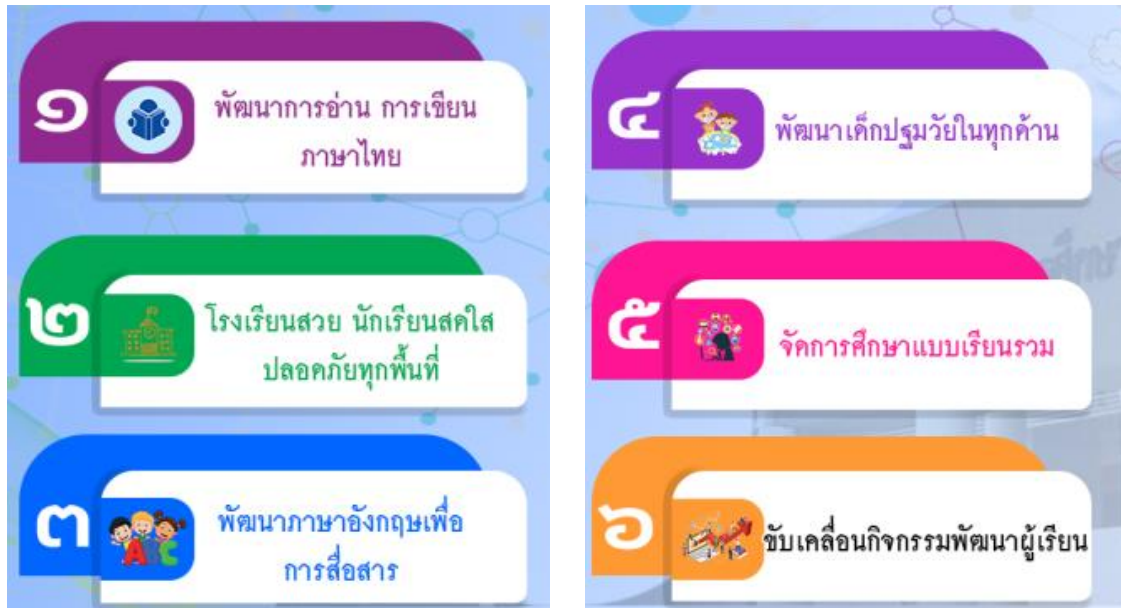 ๑
พัฒนาการอ่าน การเขียน
ภาษาไทย
๒
โรงเรียนสวย นักเรียนสดใส
ปลอดภัยทุกพื้นที่
๓
ABC
พัฒนาภาษาอังกฤษเพื่อ
การสื่อสาร
๔
พัฒนาเด็กปฐมวัยในทุกด้าน
๕
จัดการศึกษาแบบเรียนรวม
๖
ขับเคลื่อนกิจกรรมพัฒนาผู้เรียน